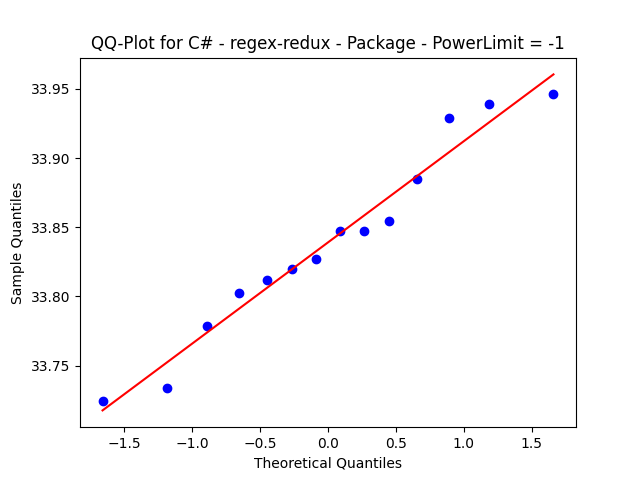 QQ-Plot for C# - regex-redux - Package - PowerLimit = -1
33.95
33.90
33.85
33.80
33.75
Sample Quantiles
−1.5 −1.0 −0.5 0.0 0.5 1.0 1.5
Theoretical Quantiles